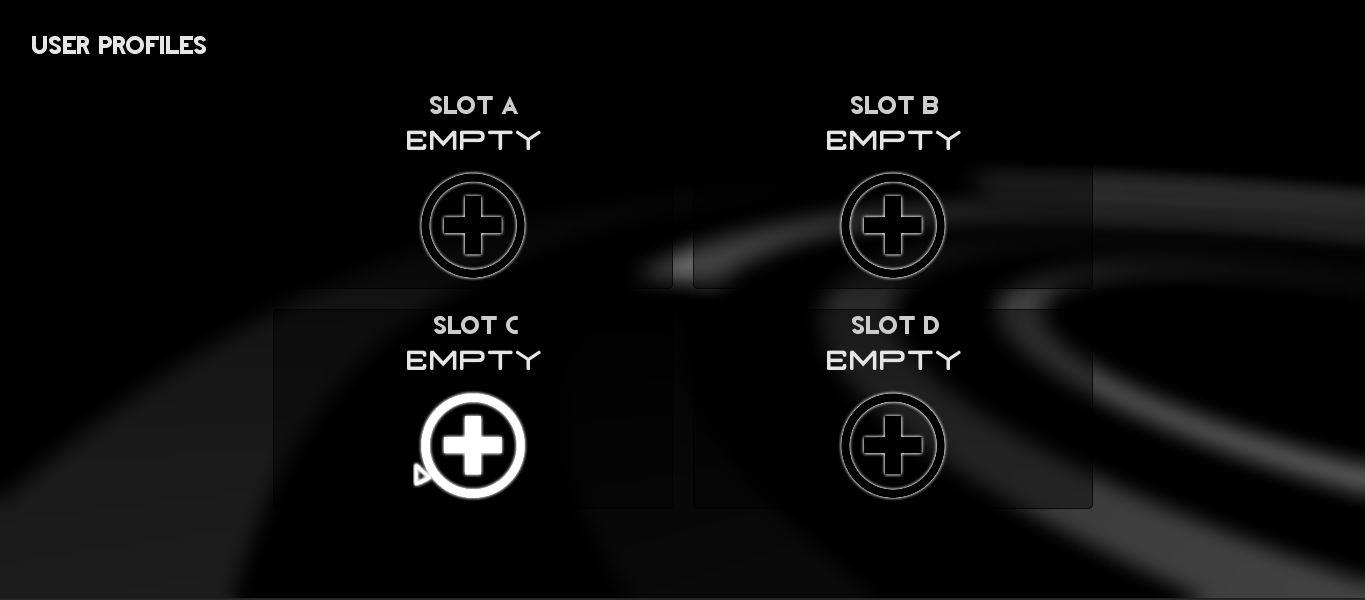 USER PROFILES
SLOT A
EMPTY
SLOT B
EMPTY
SLOT C
EMPTY
SLOT D
EMPTY